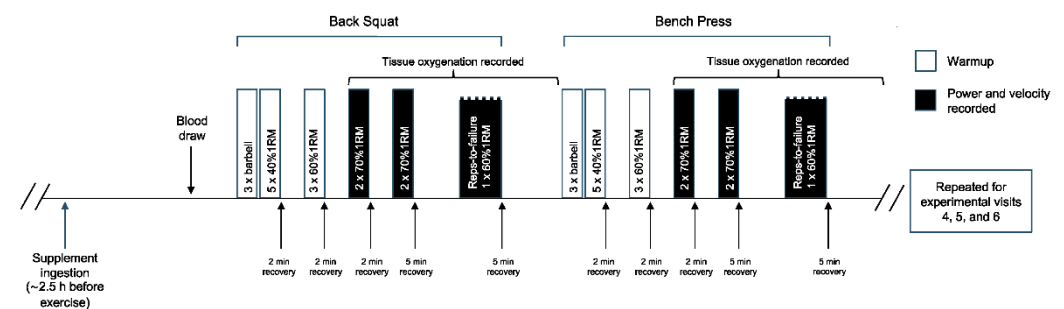 Back Squat
Bench Press
Tissue oxygenation recorded
Tissue oxygenation recorded
Warmup
Power and velocity
recorded
Blood
draw
3 x barbell
5 x 40%1RM
3 x 60%1RM
2 x 70%1RM
2 x 70%1RM
Reps-to-failure
1 x 60%1RM
3 x barbell
5 x 40%1RM
3 x 60%1RM
2 x 70%1RM
2 x 70%1RM
Reps-to-failure
1 x 60%1RM
Repeated for
experimental visits
4, 5, and 6
Supplement
ingestion
(~2.5 h before
exercise)
2 min
recovery
2 min
recovery
2 min
recovery
5 min
recovery
5 min
recovery
2 min
recovery
2 min
recovery
2 min
recovery
5 min
recovery
5 min
recovery